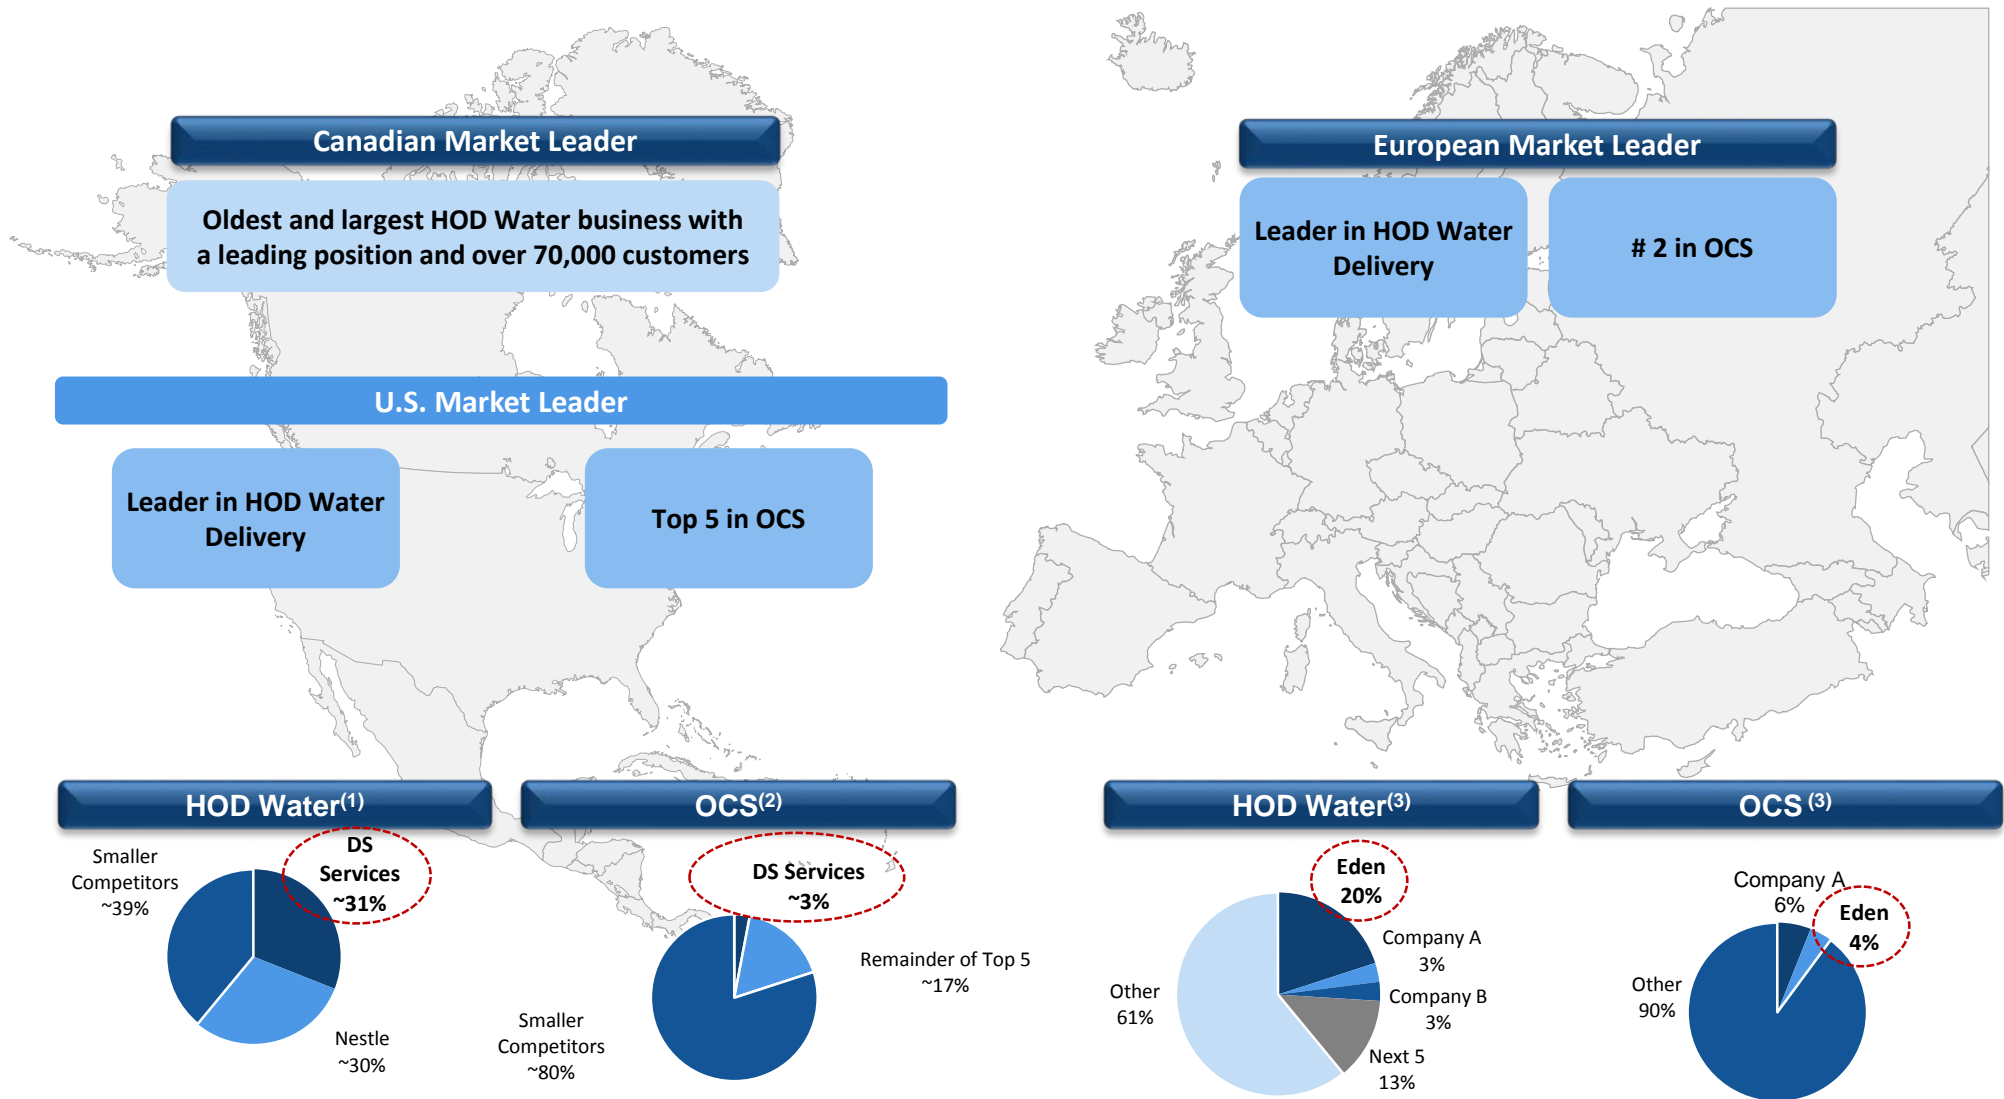 Canadian Market Leader
Oldest and largest HOD Water business with
a leading position and over 70,000 customers
U.S. Market Leader
Leader in HOD Water
Delivery
Top 5 in OCS
HOD Water(1)
DS
Services
~31%
Smaller
Competitors
~39%
Nestle
~30%
OCS(2)
DS Services
~3%
Remainder of Top 5
~17%
Smaller
Competitors
~80%
European Market Leader
Leader in HOD Water
Delivery
# 2 in OCS
HOD Water(3)
Eden
20%
Company A
3%
Company B
3%
Next 5
13%
Other
61%
OCS (3)
Company A
6%
Eden
4%
Other
90%